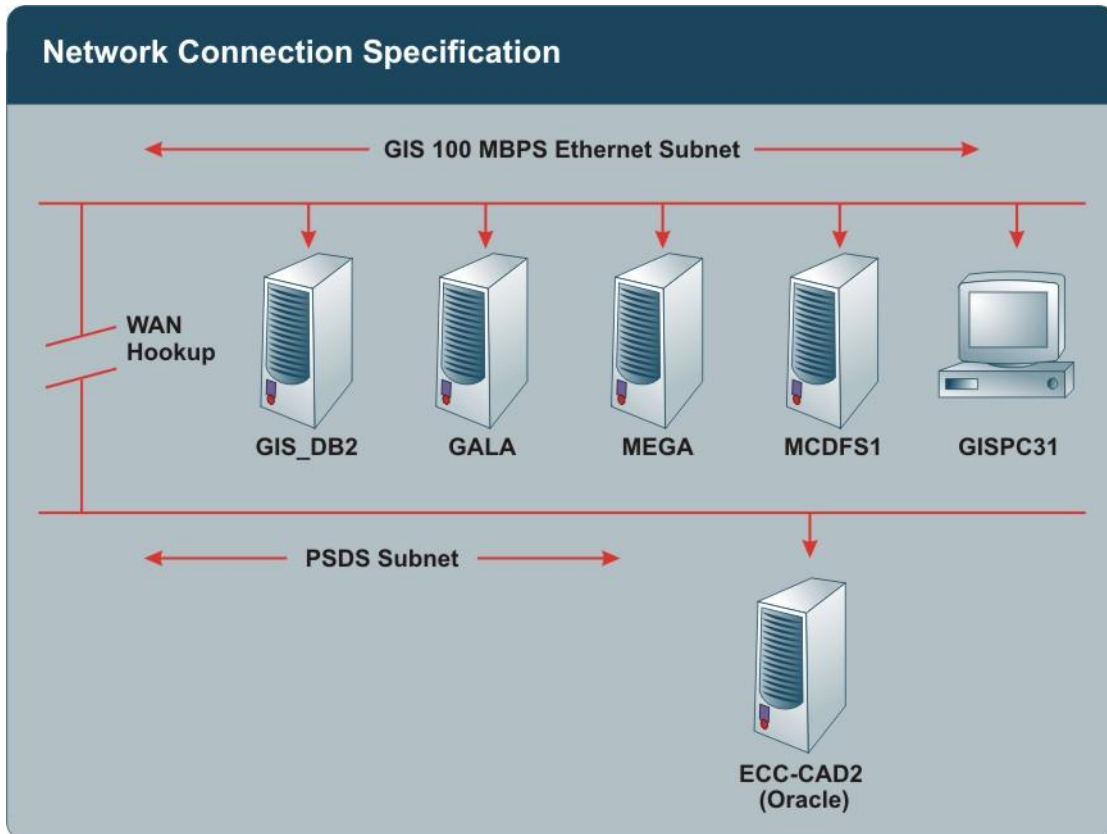 Network Connection Specification
GIS 100 MBPS Ethernet Subnet
WAN
Hookup
GIS_DB2
GALA
MEGA
MCDFS1
GISPC31
PSDS Subnet
ECC-CAD2
(Oracle)